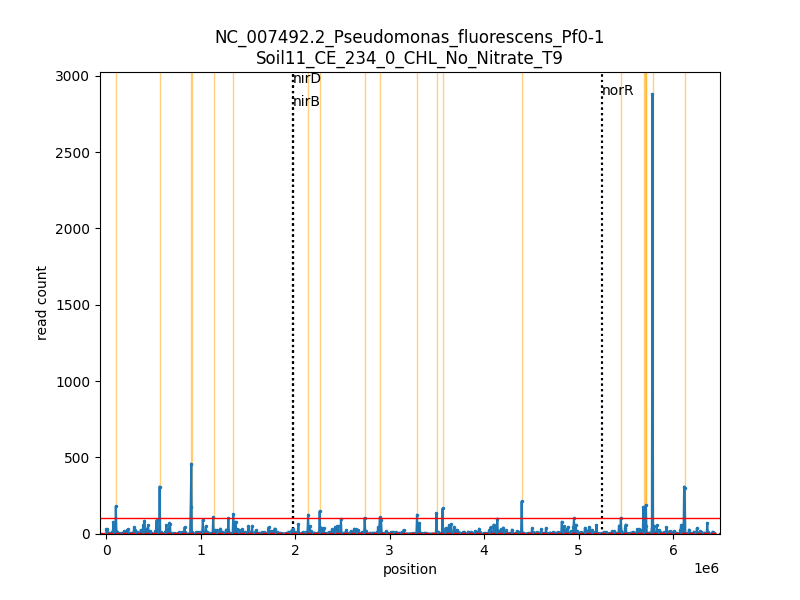 NC_007492.2_Pseudomonas_fluorescens_Pf0-1
Soil11_CE_234_0_CHL_No_Nitrate_T9
3000
2500
2000
1500
1000
500
0
read count
nirD
nirB
norR
0
1
2
3
4
5
6
1e6
position